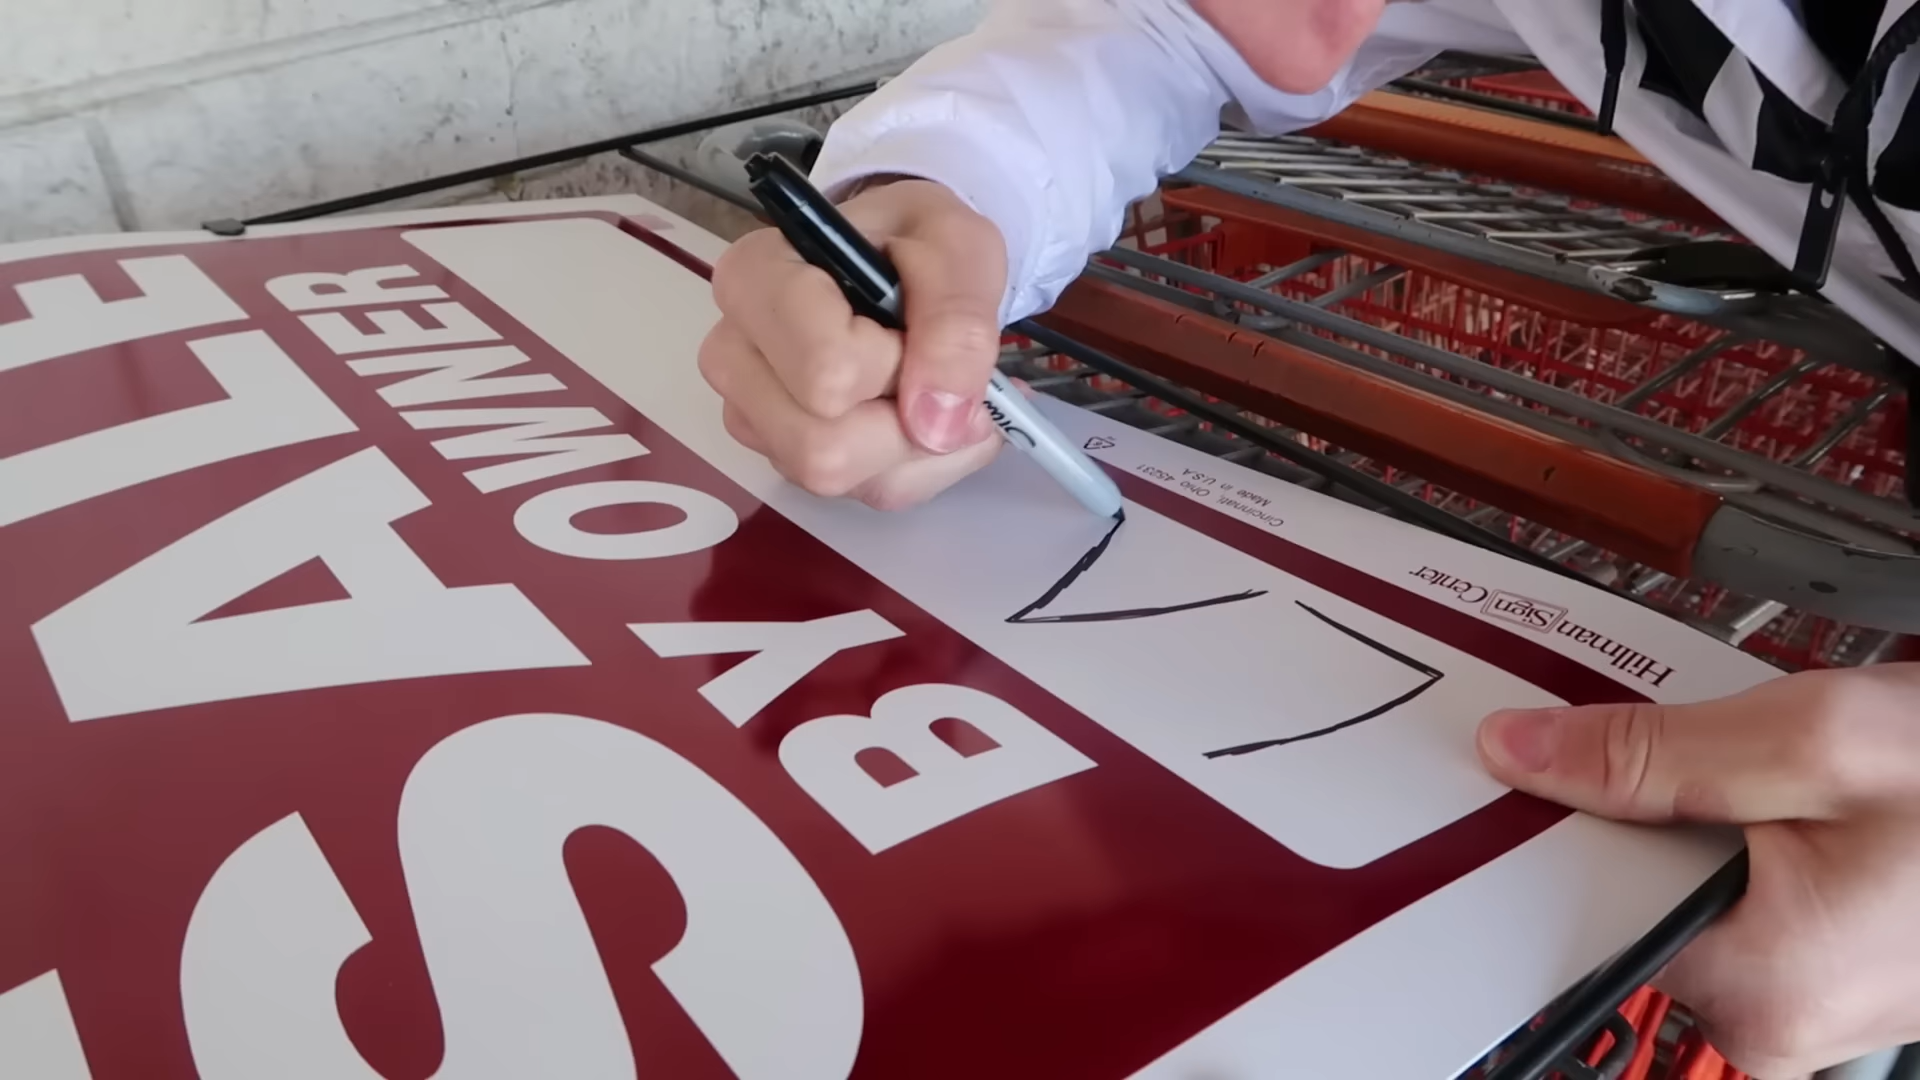 SALE
BY OWNER
Hillman Sign Center
Cincinnati, Ohio 45231
Made in U.S.A.